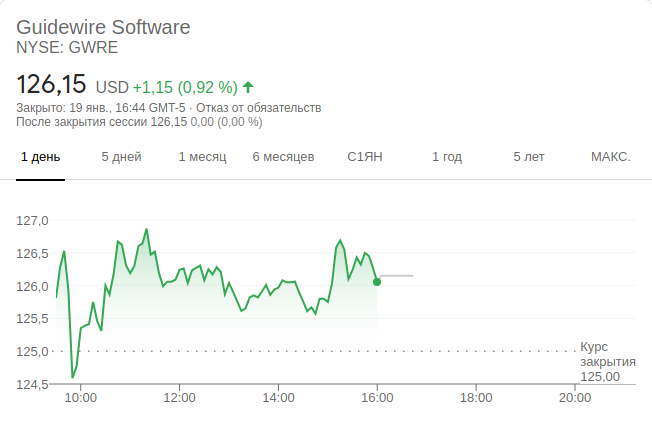 Guidewire Software
NYSE: GWRE
126,15 USD +1,15 (0,92 %)
Закрыто: 19 янв., 16:44 GMT-5 · Отказ от обязательств
После закрытия сессии 126,15 0,00 (0,00 %)
1 день 5 дней 1 месяц 6 месяцев С1ЯН 1 год 5 лет МАКС.
127,0
126,5
126,0
125,5
125,0
Курс
закрытия
125,00
124,5
10:00 12:00 14:00 16:00 18:00 20:00